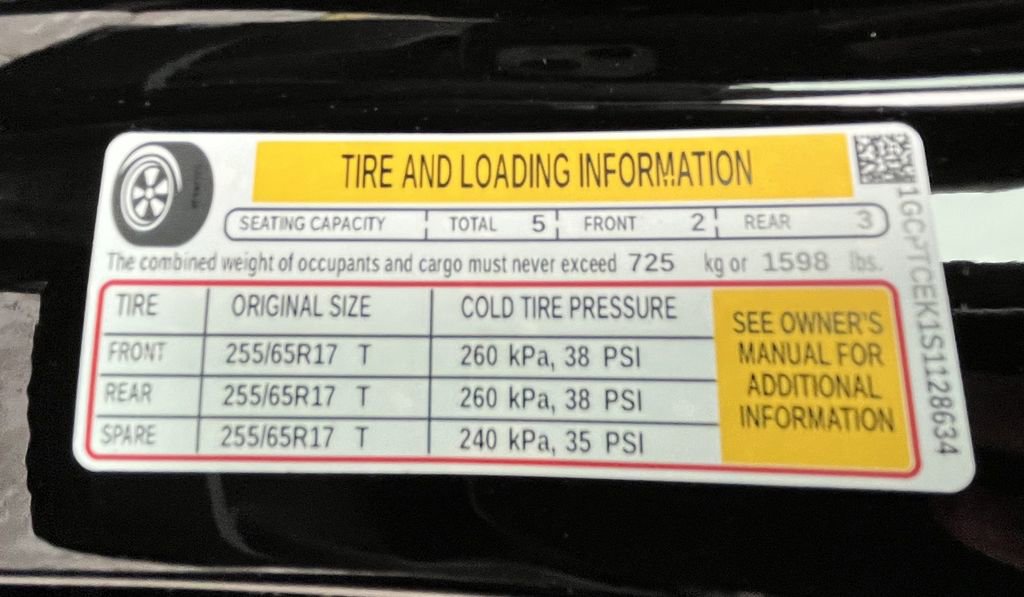 TIRE AND LOADING INFORMATION
SEATING CAPACITY TOTAL 5 FRONT 2 REAR 3
The combined weight of occupants and cargo must never exceed 725 kg or 1598 lbs.
TIRE ORIGINAL SIZE COLD TIRE PRESSURE
FRONT 255/65R17 T 260 kPa, 38 PSI
REAR 255/65R17 T 260 kPa, 38 PSI
SPARE 255/65R17 T 240 kPa, 35 PSI
SEE OWNER'S
MANUAL FOR
ADDITIONAL
INFORMATION